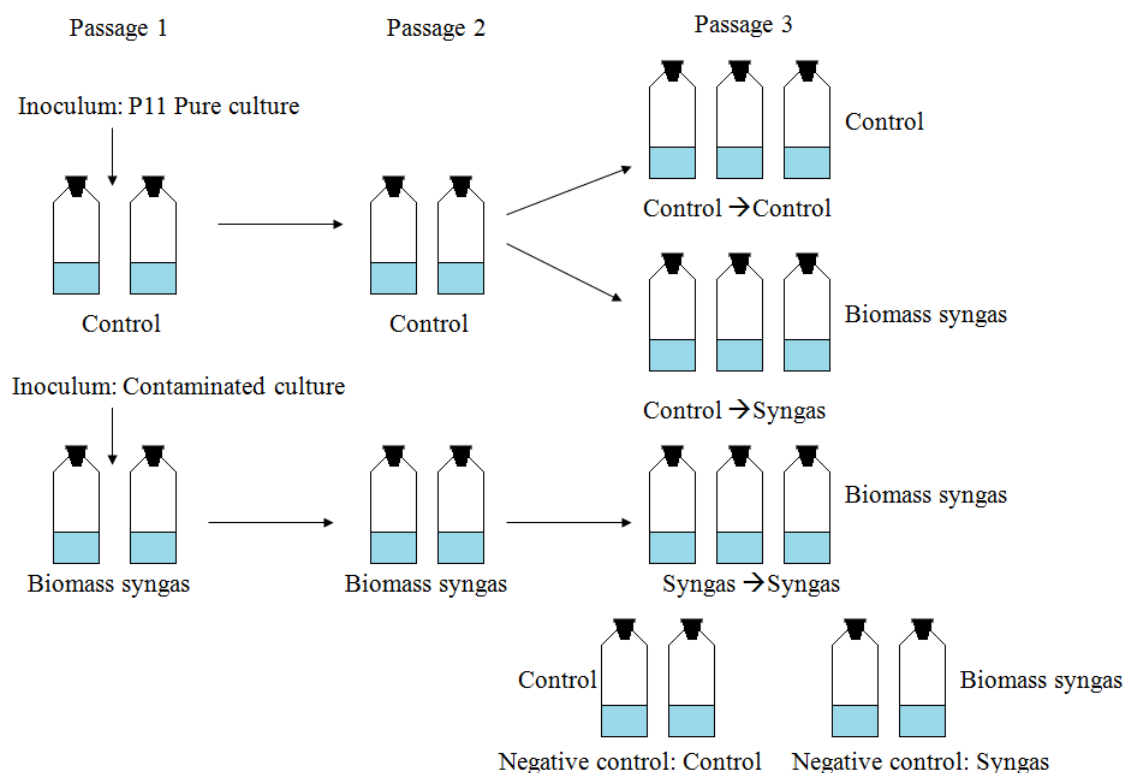 Passage 1
Passage 2
Passage 3
Inoculum: P11 Pure culture
Control
Control → Control
Control
Control
Biomass syngas
Control → Syngas
Inoculum: Contaminated culture
Biomass syngas
Biomass syngas
Biomass syngas
Syngas → Syngas
Control
Biomass syngas
Negative control: Control
Negative control: Syngas